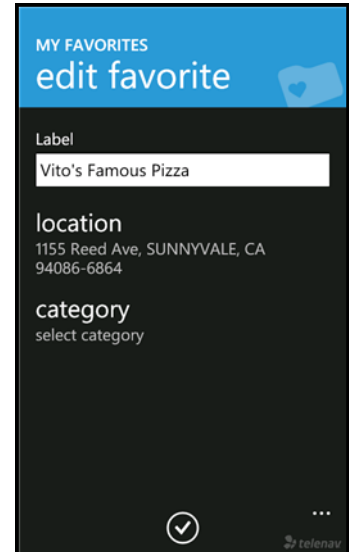 MY FAVORITES
edit favorite
Label
Vito's Famous Pizza
location
1155 Reed Ave, SUNNYVALE, CA
94086-6864
category
select category
...
telenav